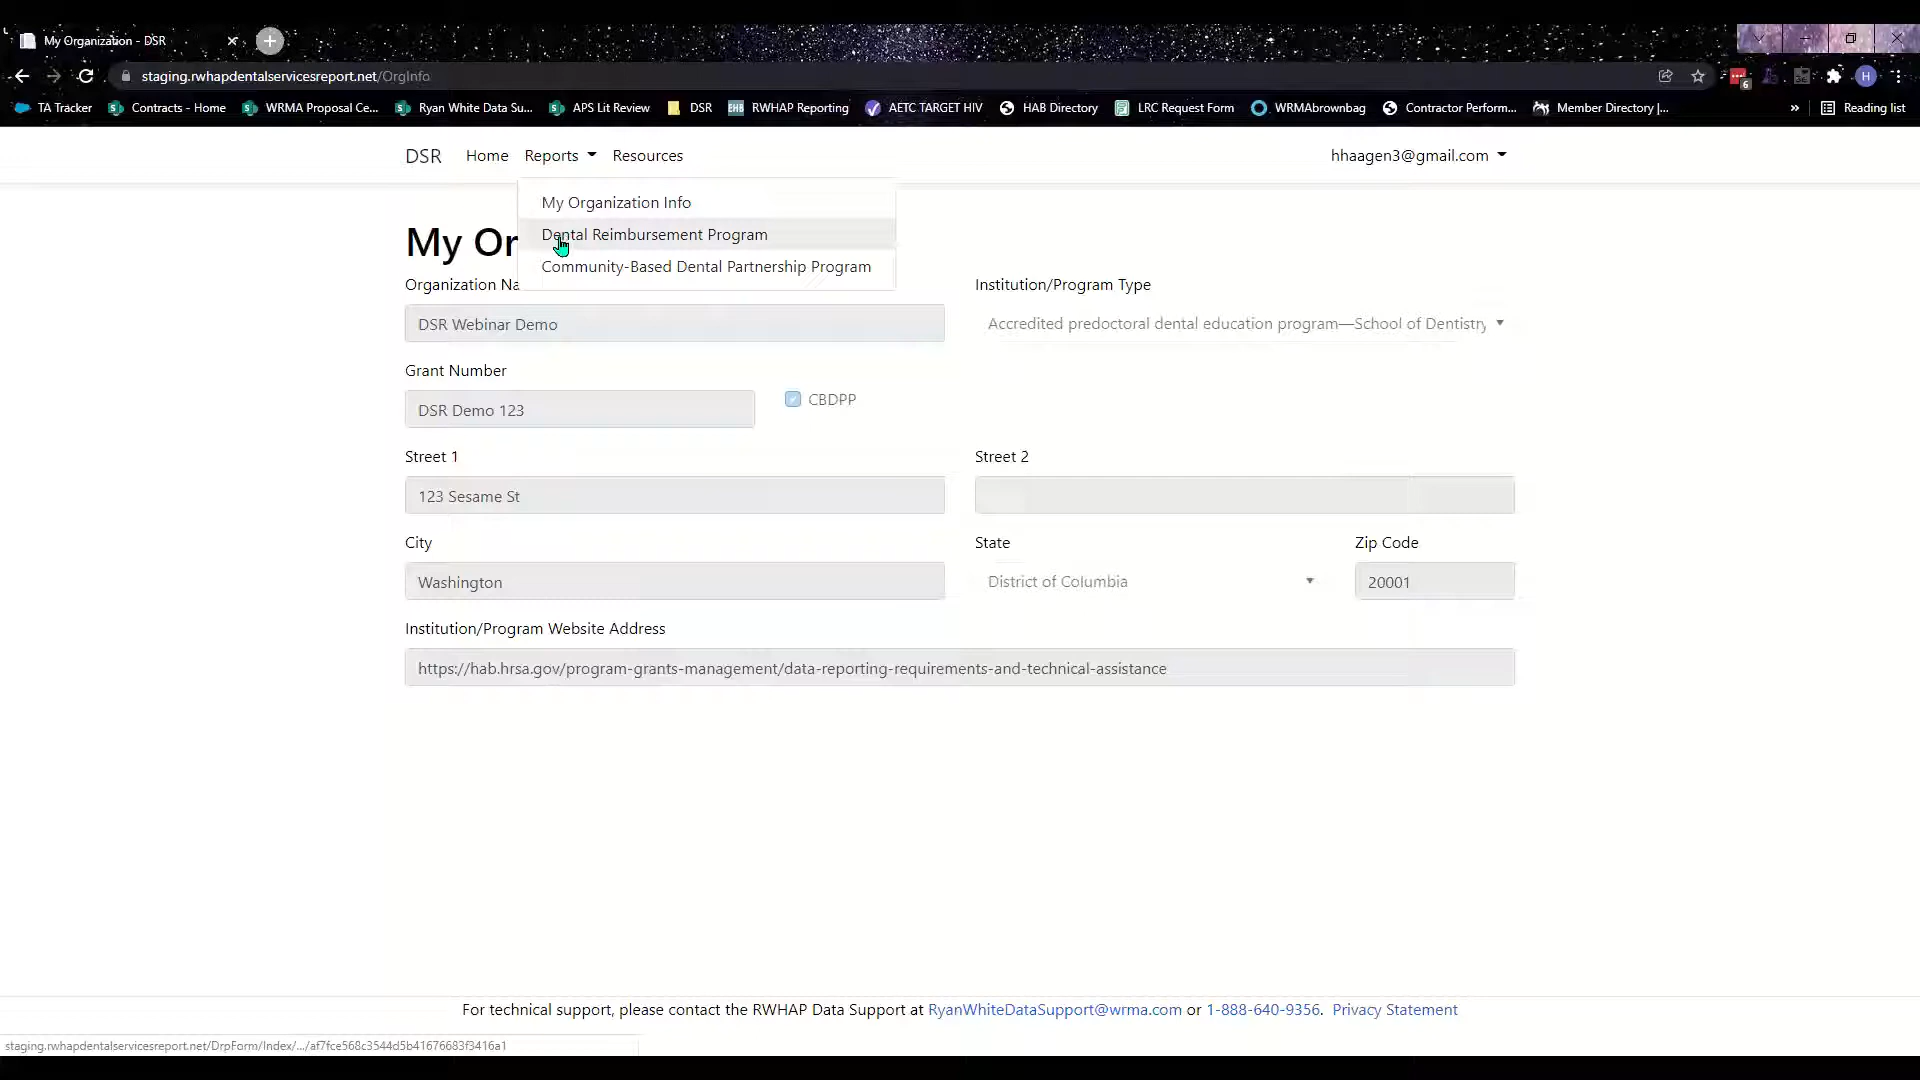 My Organization - DSR
staging.rwhapdentalservicesreport.net/OrgInfo
H
TA Tracker Contracts - Home WRMA Proposal Ce... Ryan White Data Su... APS Lit Review DSR EHB RWHAP Reporting AETC TARGET HIV HAB Directory LRC Request Form WRMAbrownbag Contractor Perform... Member Directory |... » Reading list
DSR Home Reports Resources hhaagen3@gmail.com
My Organization Info
Dental Reimbursement Program
Community-Based Dental Partnership Program
My Or
Organization Na Institution/Program Type
DSR Webinar Demo Accredited predoctoral dental education program—School of Dentistry
Grant Number
DSR Demo 123 CBDPP
Street 1 Street 2
123 Sesame St
City State Zip Code
Washington District of Columbia 20001
Institution/Program Website Address
https://hab.hrsa.gov/program-grants-management/data-reporting-requirements-and-technical-assistance
For technical support, please contact the RWHAP Data Support at RyanWhiteDataSupport@wrma.com or 1-888-640-9356. Privacy Statement
staging.rwhapdentalservicesreport.net/DrpForm/Index/.../af7fce568c3544d5b41676683f3416a1